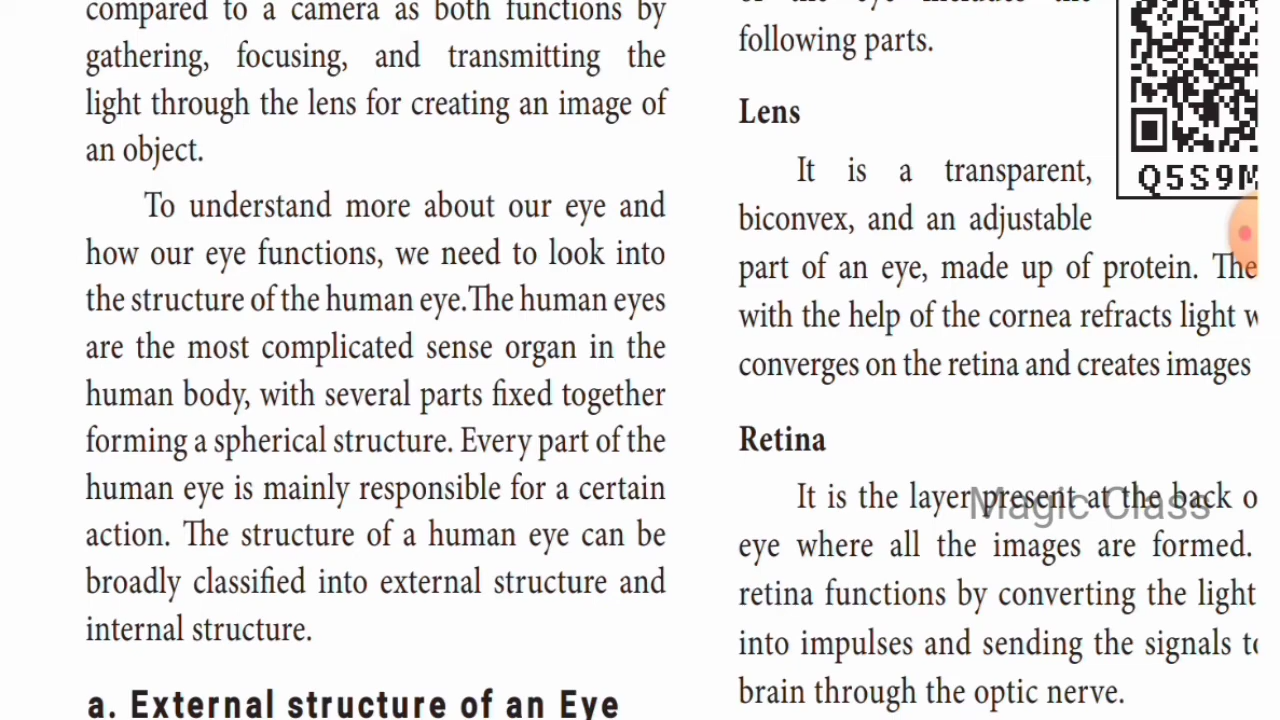 compared to a camera as both functions by
gathering, focusing, and transmitting the
light through the lens for creating an image of
an object.
To understand more about our eye and
how our eye functions, we need to look into
the structure of the human eye.The human eyes
are the most complicated sense organ in the
human body, with several parts fixed together
forming a spherical structure. Every part of the
human eye is mainly responsible for a certain
action. The structure of a human eye can be
broadly classified into external structure and
internal structure.
a. External structure of an Eye
following parts.
Lens
It is a transparent,
biconvex, and an adjustable
part of an eye, made up of protein. The
with the help of the cornea refracts light
converges on the retina and creates images
Retina
It is the layer present at the back
eye where all the images are formed.
retina functions by converting the light
into impulses and sending the signals
brain through the optic nerve.
Q5S9M
Magic Class